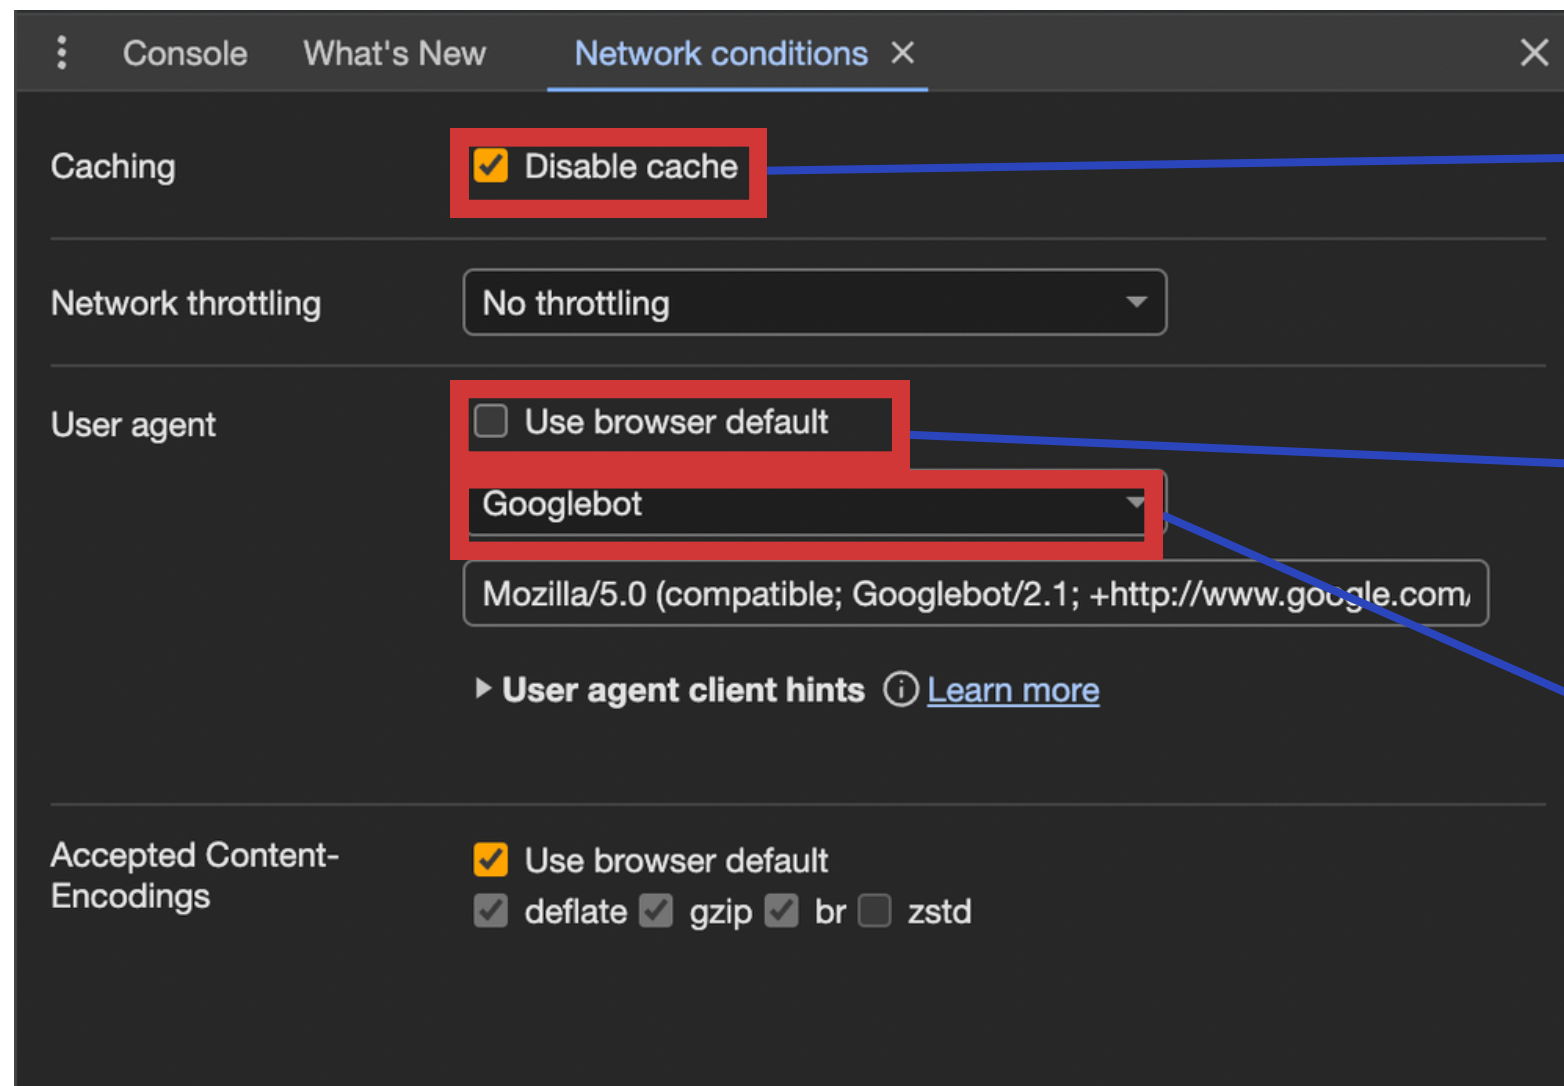 Console What's New Network conditions
Caching Disable cache
Network throttling No throttling
User agent Use browser default
Googlebot
Mozilla/5.0 (compatible; Googlebot/2.1; +http://www.google.com/
User agent client hints Learn more
Accepted Content-
Encodings
Use browser default
deflate gzip br zstd